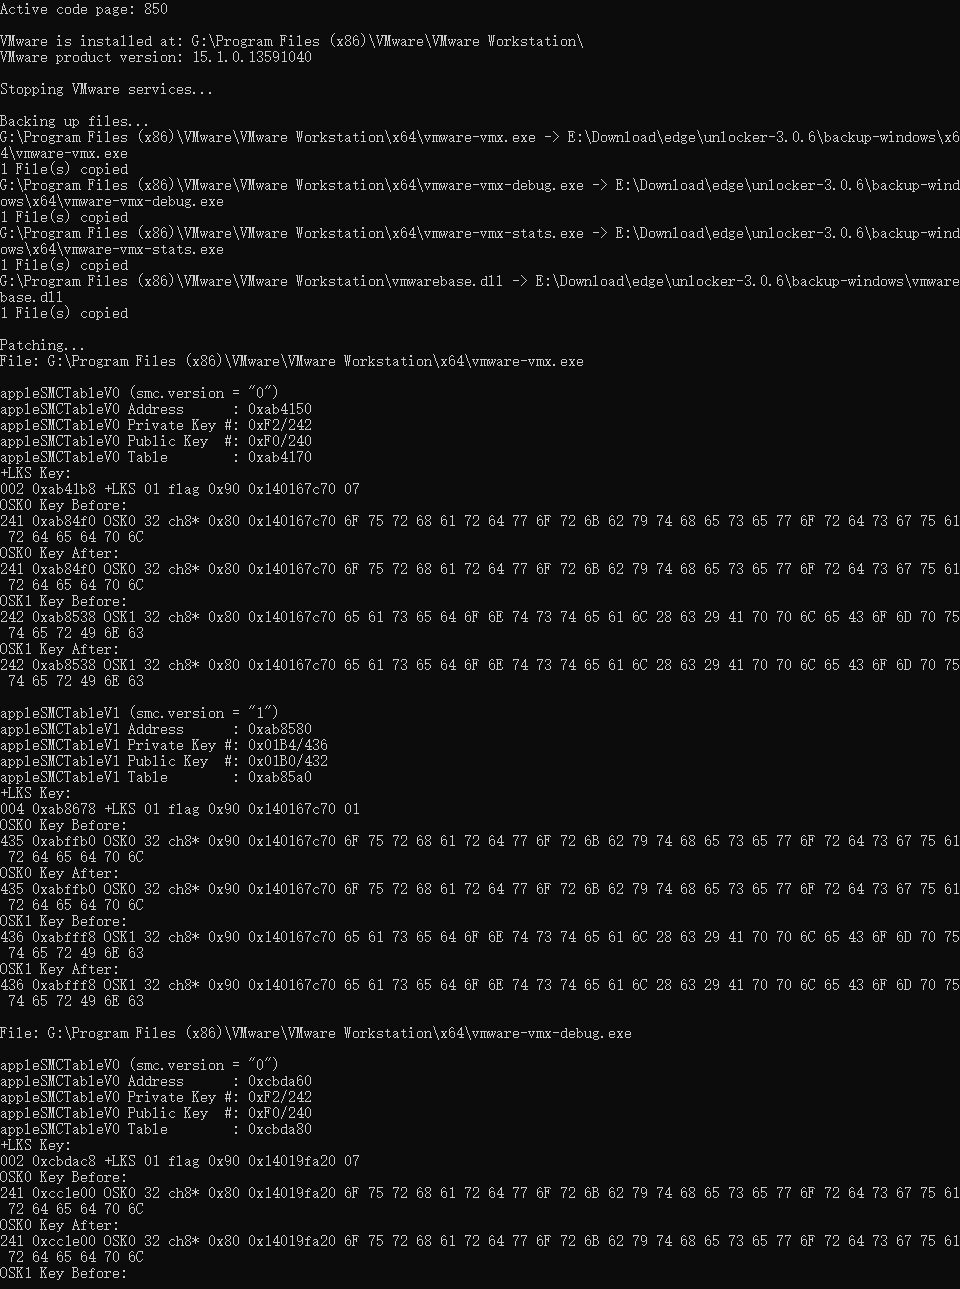 Active code page: 850
VMware is installed at: G:\Program Files (x86)\VMware\VMware Workstation\
VMware product version: 15.1.0.13591040
Stopping VMware services...
Backing up files...
G:\Program Files (x86)\VMware\VMware Workstation\x64\vmware-vmx.exe -> E:\Download\edge\unlocker-3.0.6\backup-windows\x6
4\vmware-vmx.exe
1 File(s) copied
G:\Program Files (x86)\VMware\VMware Workstation\x64\vmware-vmx-debug.exe -> E:\Download\edge\unlocker-3.0.6\backup-wind
ows\x64\vmware-vmx-debug.exe
1 File(s) copied
G:\Program Files (x86)\VMware\VMware Workstation\x64\vmware-vmx-stats.exe -> E:\Download\edge\unlocker-3.0.6\backup-wind
ows\x64\vmware-vmx-stats.exe
1 File(s) copied
G:\Program Files (x86)\VMware\VMware Workstation\vmwarebase.dll -> E:\Download\edge\unlocker-3.0.6\backup-windows\vmware
base.dll
1 File(s) copied
Patching...
File: G:\Program Files (x86)\VMware\VMware Workstation\x64\vmware-vmx.exe
appleSMCTableV0 (smc.version = "0")
appleSMCTableV0 Address      : 0xab4150
appleSMCTableV0 Private Key #: 0xF2/242
appleSMCTableV0 Public Key  #: 0xF0/240
appleSMCTableV0 Table        : 0xab4170
+LKS Key:
002 0xab41b8 +LKS 01 flag 0x90 0x140167c70 07
OSK0 Key Before:
241 0xab84f0 OSK0 32 ch8* 0x80 0x140167c70 6F 75 72 68 61 72 64 77 6F 72 6B 62 79 74 68 65 73 65 77 6F 72 64 73 67 75 61
72 64 65 64 70 6C
OSK0 Key After:
241 0xab84f0 OSK0 32 ch8* 0x80 0x140167c70 6F 75 72 68 61 72 64 77 6F 72 6B 62 79 74 68 65 73 65 77 6F 72 64 73 67 75 61
72 64 65 64 70 6C
OSK1 Key Before:
242 0xab8538 OSK1 32 ch8* 0x80 0x140167c70 65 61 73 65 64 6F 6E 74 73 74 65 61 6C 28 63 29 41 70 70 6C 65 43 6F 6D 70 75
74 65 72 49 6E 63
OSK1 Key After:
242 0xab8538 OSK1 32 ch8* 0x80 0x140167c70 65 61 73 65 64 6F 6E 74 73 74 65 61 6C 28 63 29 41 70 70 6C 65 43 6F 6D 70 75
74 65 72 49 6E 63
appleSMCTableV1 (smc.version = "1")
appleSMCTableV1 Address      : 0xab8580
appleSMCTableV1 Private Key #: 0x01B4/436
appleSMCTableV1 Public Key  #: 0x01B0/432
appleSMCTableV1 Table        : 0xab85a0
+LKS Key:
004 0xab8678 +LKS 01 flag 0x90 0x140167c70 01
OSK0 Key Before:
435 0xabffb0 OSK0 32 ch8* 0x90 0x140167c70 6F 75 72 68 61 72 64 77 6F 72 6B 62 79 74 68 65 73 65 77 6F 72 64 73 67 75 61
72 64 65 64 70 6C
OSK0 Key After:
435 0xabffb0 OSK0 32 ch8* 0x90 0x140167c70 6F 75 72 68 61 72 64 77 6F 72 6B 62 79 74 68 65 73 65 77 6F 72 64 73 67 75 61
72 64 65 64 70 6C
OSK1 Key Before:
436 0xabfff8 OSK1 32 ch8* 0x90 0x140167c70 65 61 73 65 64 6F 6E 74 73 74 65 61 6C 28 63 29 41 70 70 6C 65 43 6F 6D 70 75
74 65 72 49 6E 63
OSK1 Key After:
436 0xabfff8 OSK1 32 ch8* 0x90 0x140167c70 65 61 73 65 64 6F 6E 74 73 74 65 61 6C 28 63 29 41 70 70 6C 65 43 6F 6D 70 75
74 65 72 49 6E 63
File: G:\Program Files (x86)\VMware\VMware Workstation\x64\vmware-vmx-debug.exe
appleSMCTableV0 (smc.version = "0")
appleSMCTableV0 Address      : 0xcbda60
appleSMCTableV0 Private Key #: 0xF2/242
appleSMCTableV0 Public Key  #: 0xF0/240
appleSMCTableV0 Table        : 0xcbda80
+LKS Key:
002 0xcbdac8 +LKS 01 flag 0x90 0x14019fa20 07
OSK0 Key Before:
241 0xcc1e00 OSK0 32 ch8* 0x80 0x14019fa20 6F 75 72 68 61 72 64 77 6F 72 6B 62 79 74 68 65 73 65 77 6F 72 64 73 67 75 61
72 64 65 64 70 6C
OSK0 Key After:
241 0xcc1e00 OSK0 32 ch8* 0x80 0x14019fa20 6F 75 72 68 61 72 64 77 6F 72 6B 62 79 74 68 65 73 65 77 6F 72 64 73 67 75 61
72 64 65 64 70 6C
OSK1 Key Before: